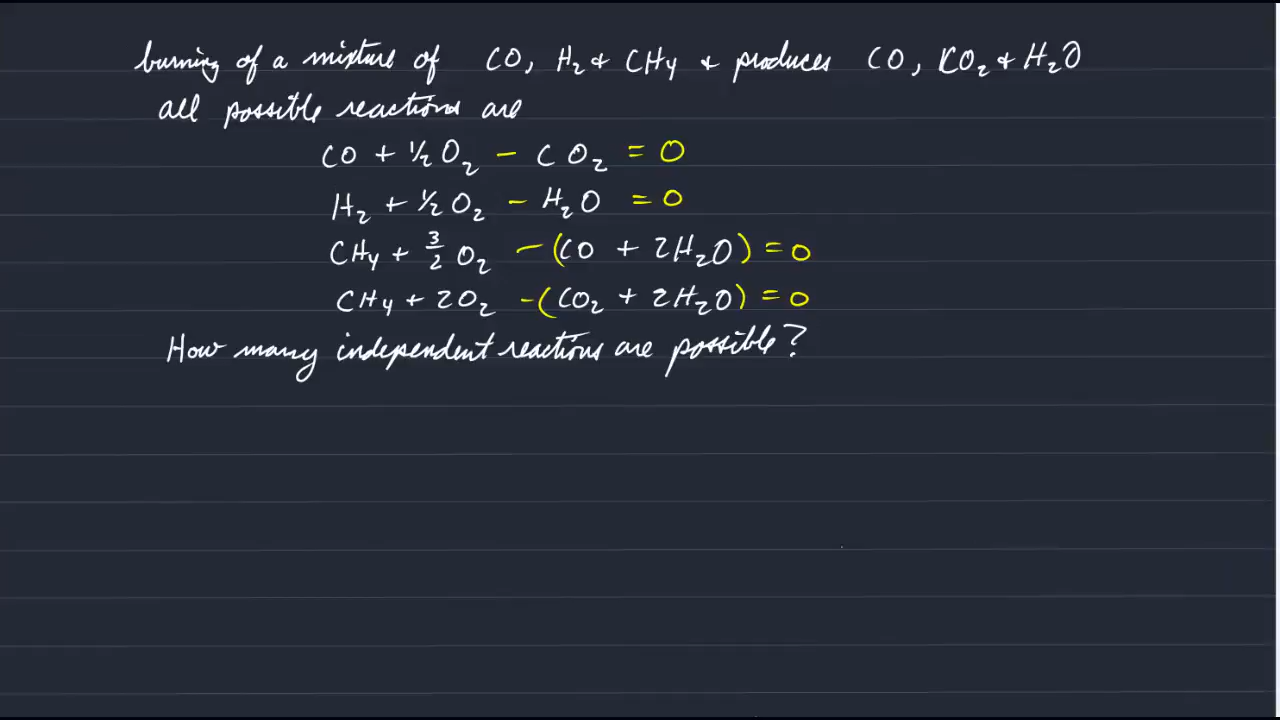 burning of a mixture of CO, H₂ & CH₄ & produces CO, CO₂ & H₂O
all possible reactions are
CO + ½ O₂ − CO₂ = 0
H₂ + ½ O₂ − H₂O = 0
CH₄ + 3/2 O₂ − (CO + 2H₂O) = 0
CH₄ + 2O₂ − (CO₂ + 2H₂O) = 0
How many independent reactions are possible?